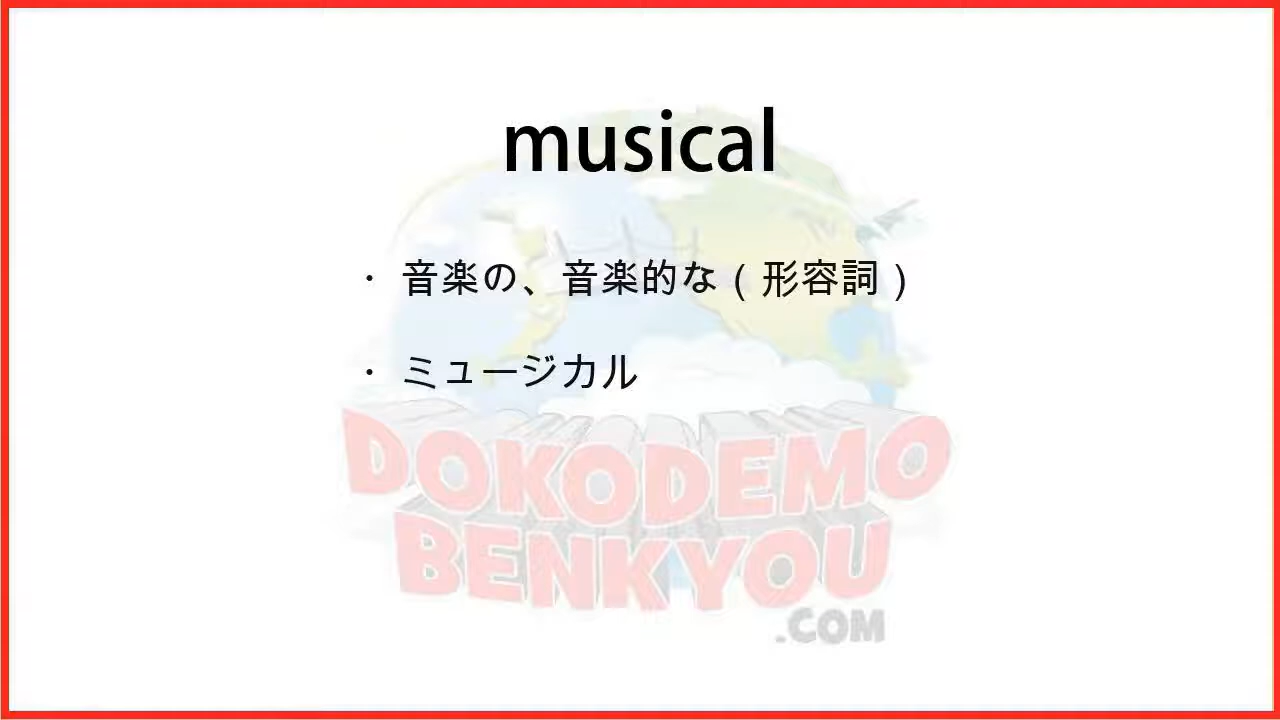 musical
・ 音楽の、音楽的な ( 形容詞 )
・ ミュージカル
DOKODEMO
BENKYOU
.COM